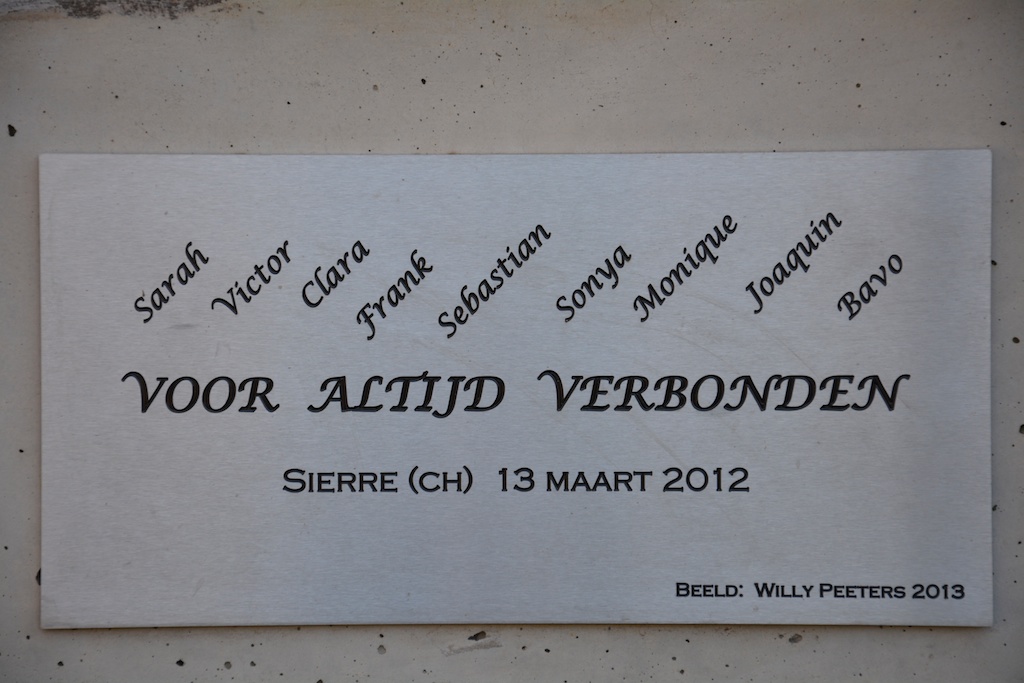 Sarah Victor Clara Frank Sebastian Sonya Monique Joaquin Bavo
VOOR ALTIJD VERBONDEN
SIERRE (CH) 13 MAART 2012
BEELD: WILLY PEETERS 2013